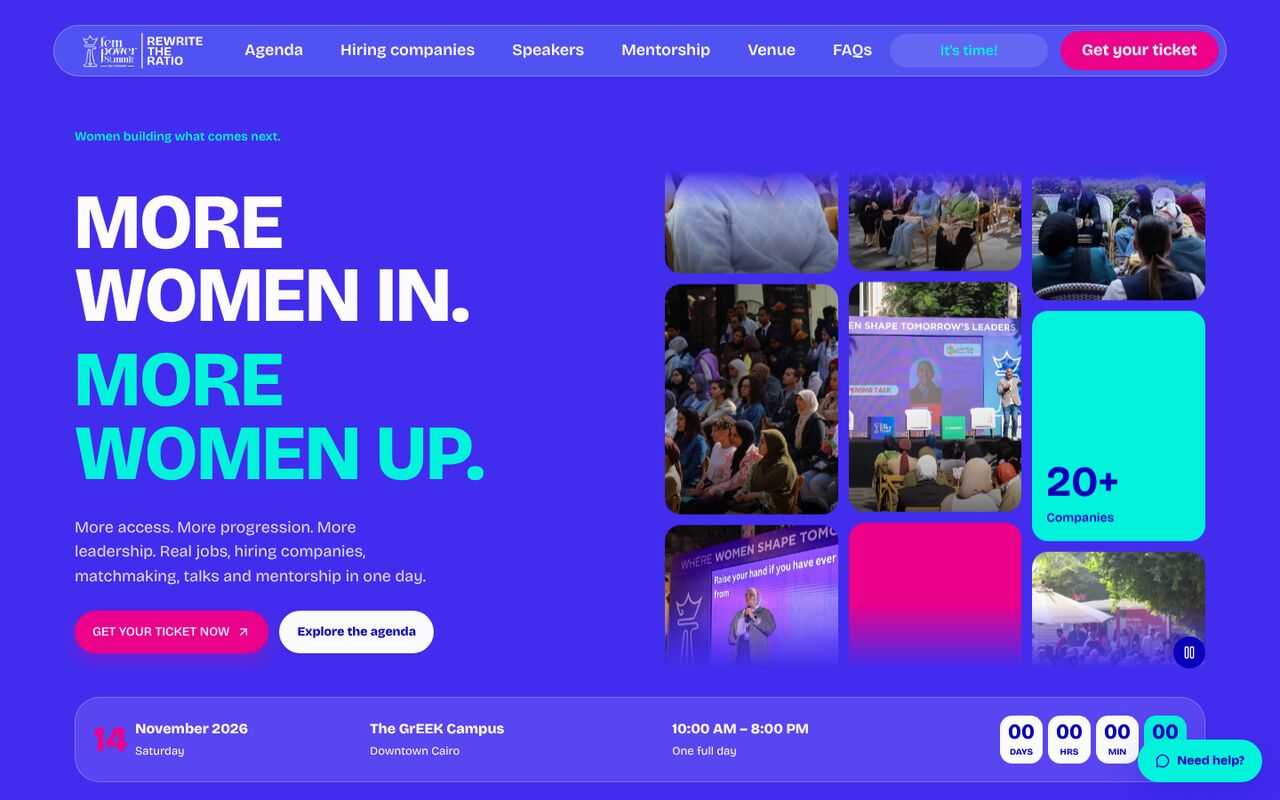 fem power Summit
REWRITE
THE
RATIO
Agenda
Hiring companies
Speakers
Mentorship
Venue
FAQs
It's time!
Get your ticket
Women building what comes next.
MORE
WOMEN IN.
MORE
WOMEN UP.
More access. More progression. More
leadership. Real jobs, hiring companies,
matchmaking, talks and mentorship in one day.
GET YOUR TICKET NOW
Explore the agenda
EN SHAPE TOMORROW'S LEADERS
PENING TALK
WHERE WOMEN SHAPE TOMO
Raise your hand if you have ever
from
20+
Companies
14
November 2026
Saturday
The GrEEK Campus
Downtown Cairo
10:00 AM – 8:00 PM
One full day
00
DAYS
00
HRS
00
MIN
00
Need help?